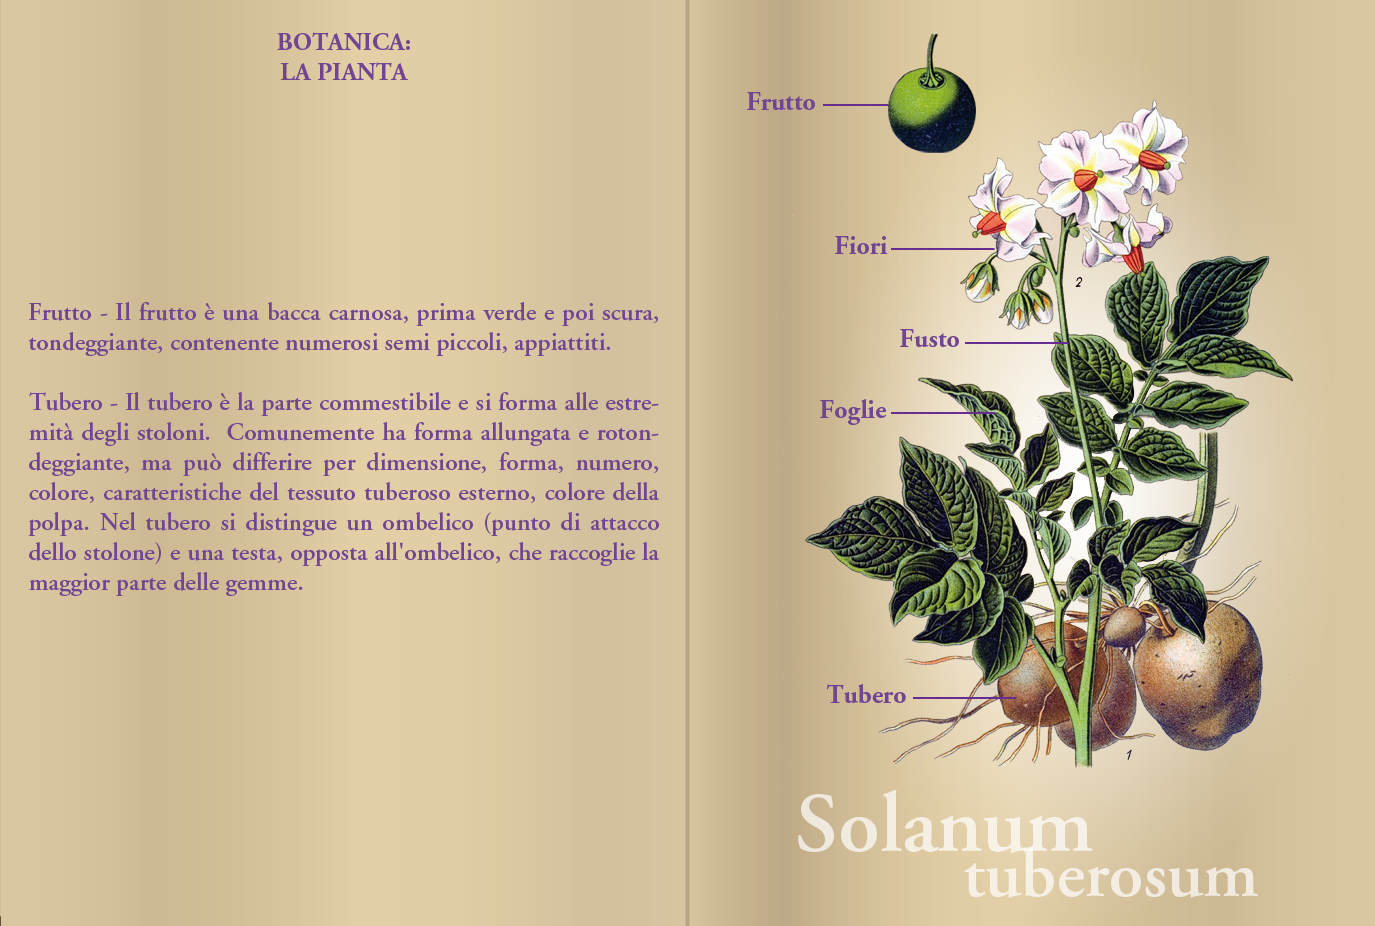 BOTANICA:
LA PIANTA
Frutto - Il frutto è una bacca carnosa, prima verde e poi scura,
tondeggiante, contenente numerosi semi piccoli, appiattiti.
Tubero - Il tubero è la parte commestibile e si forma alle estre-
mità degli stoloni.  Comunemente ha forma allungata e roton-
deggiante, ma può differire per dimensione, forma, numero,
colore, caratteristiche del tessuto tuberoso esterno, colore della
polpa. Nel tubero si distingue un ombelico (punto di attacco
dello stolone) e una testa, opposta all'ombelico, che raccoglie la
maggior parte delle gemme.
Frutto
Fiori
2
Fusto
Foglie
Tubero
1
Solanum
tuberosum